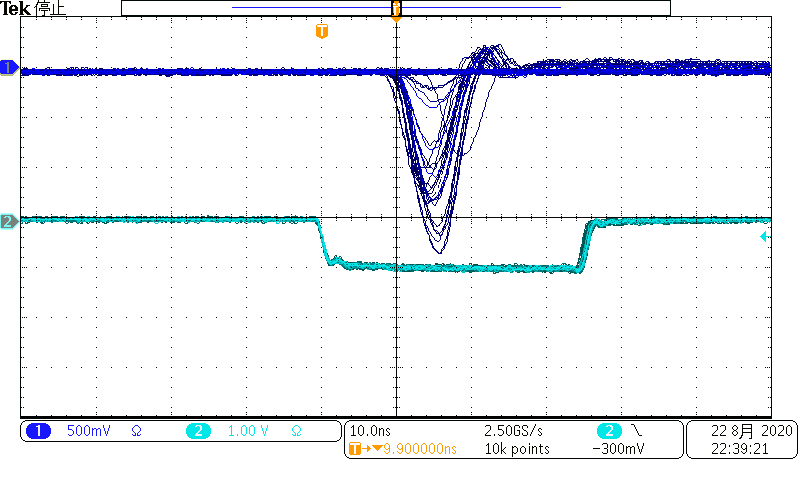 Tek 停止
T
1
2
1 500mV Ω 2 1.00 V Ω
10.0ns 2.50GS/s 2 \
T→▼9.900000ns 10k points −300mV
22 8月 2020
22:39:21